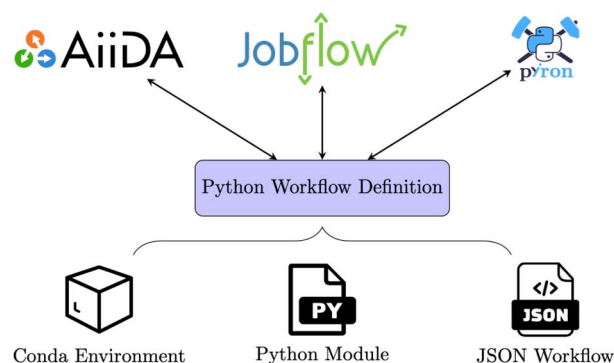 AiiDA
Jobflow
pyiron
Python Workflow Definition
L
PY
</>
JSON
Conda Environment
Python Module
JSON Workflow